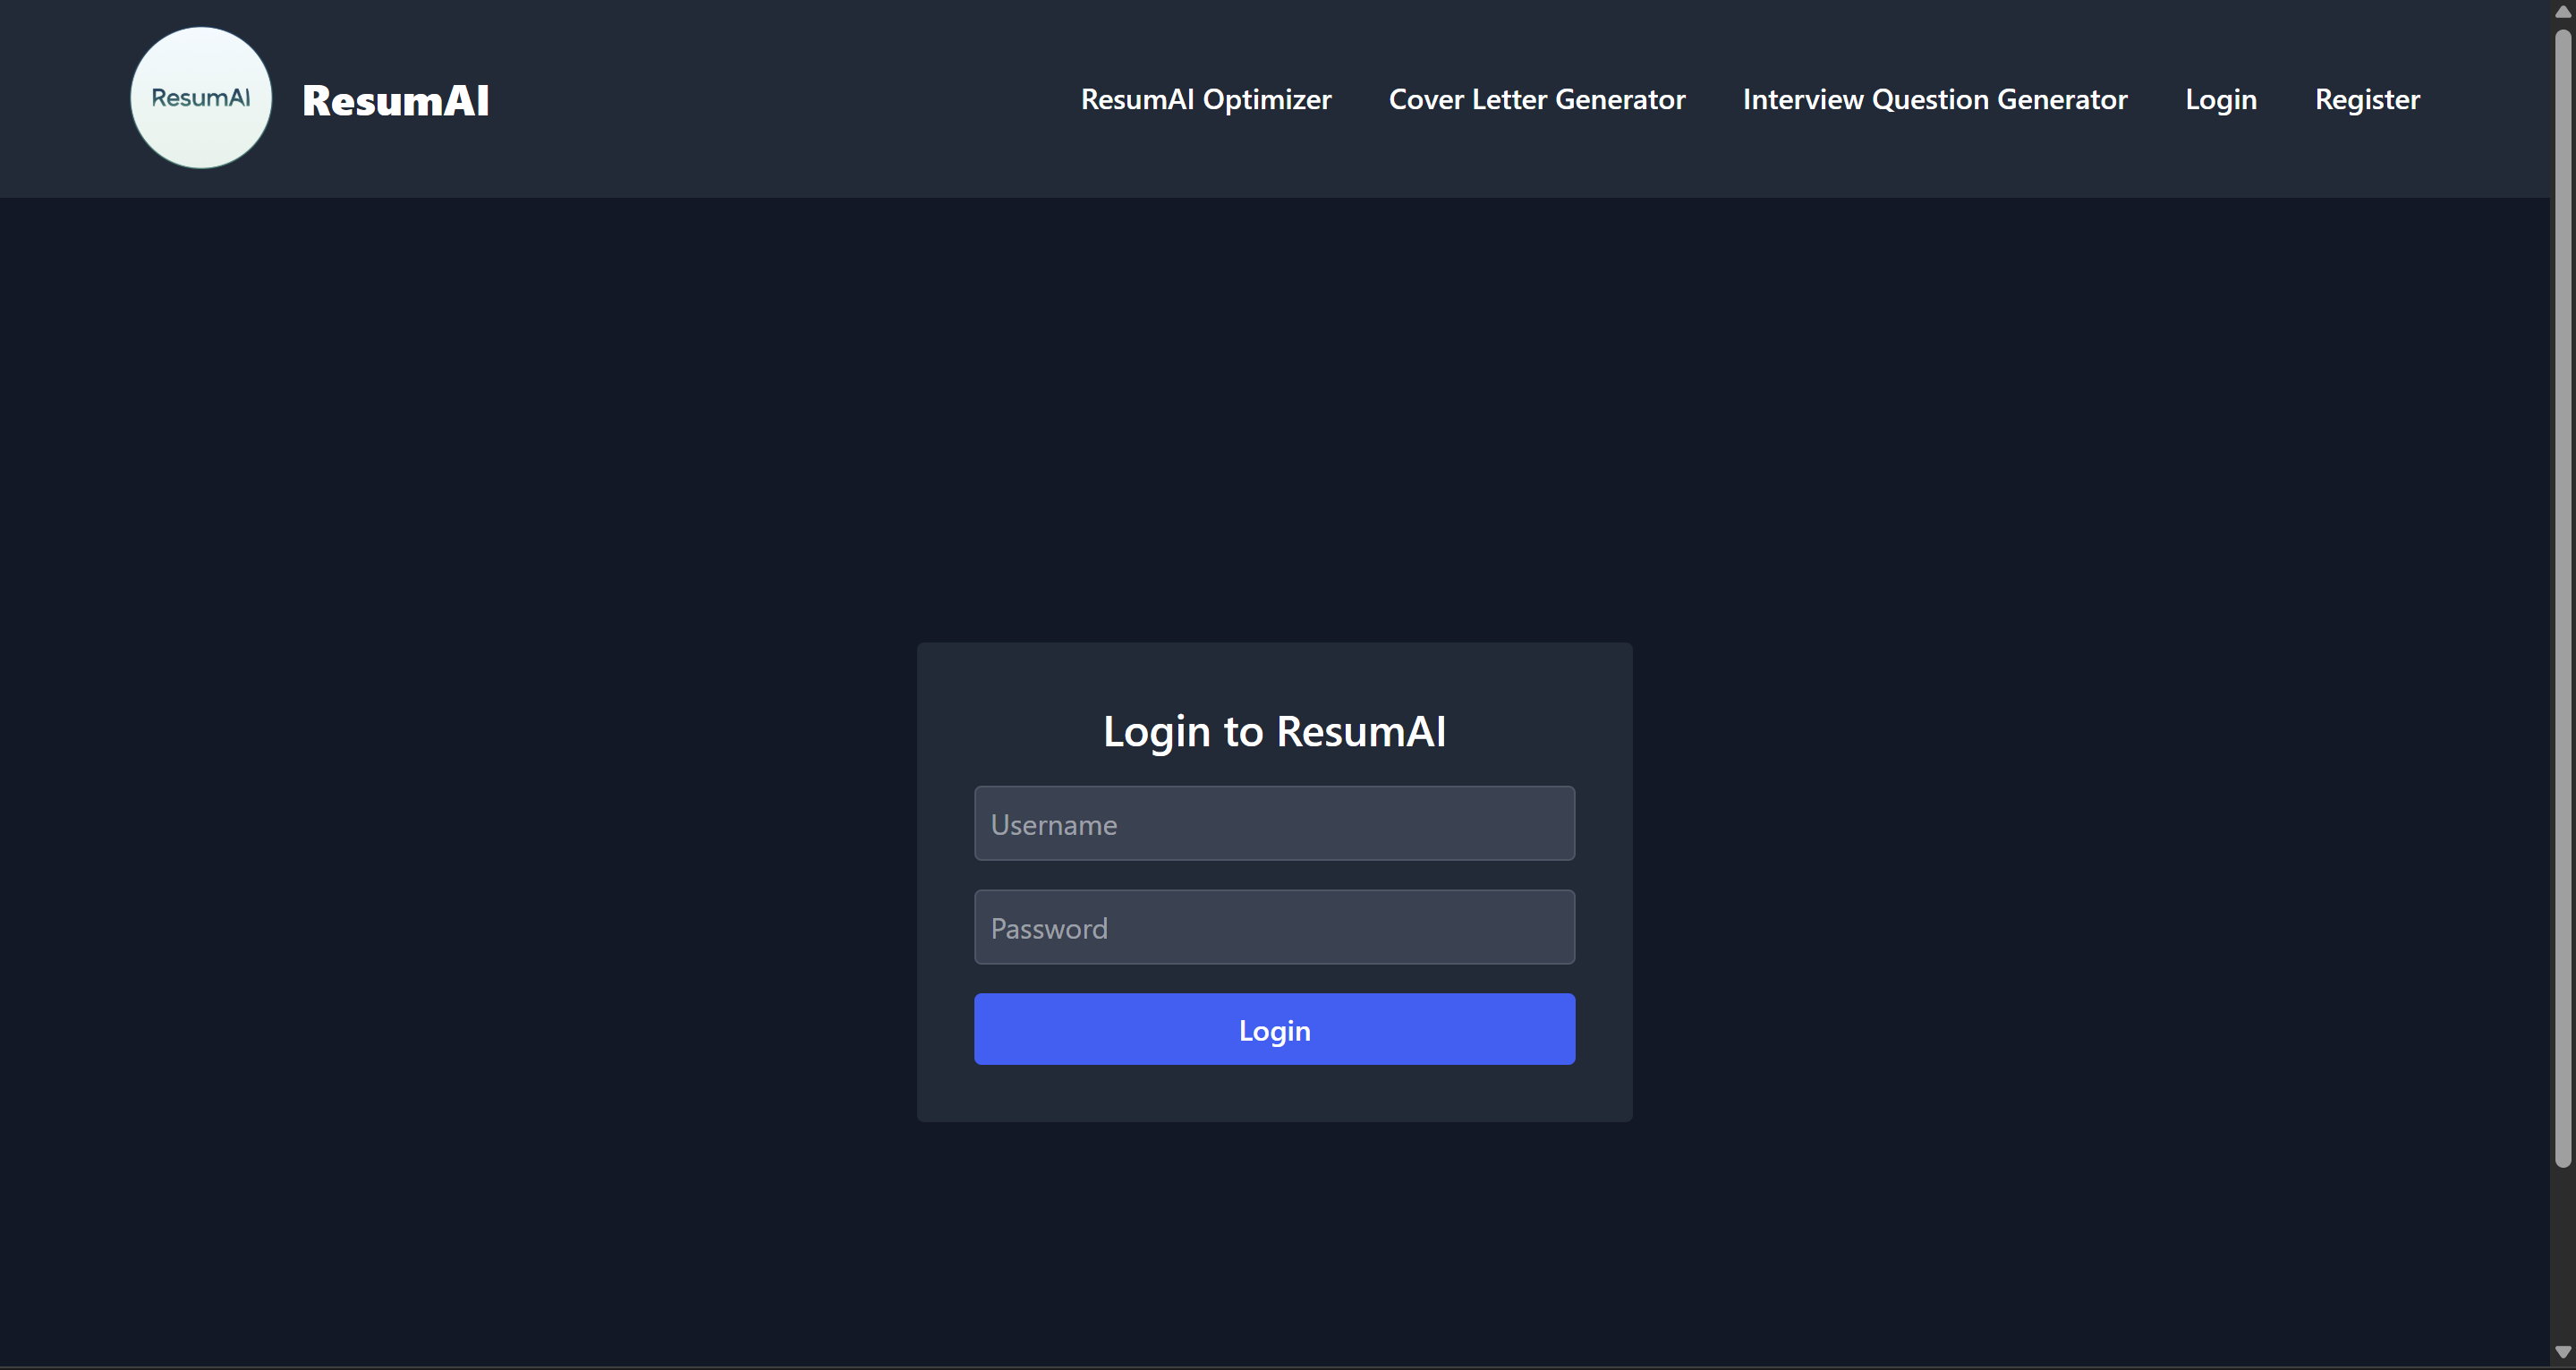 ResumAI
ResumAI
ResumAI Optimizer
Cover Letter Generator
Interview Question Generator
Login
Register
Login to ResumAI
Username
Password
Login